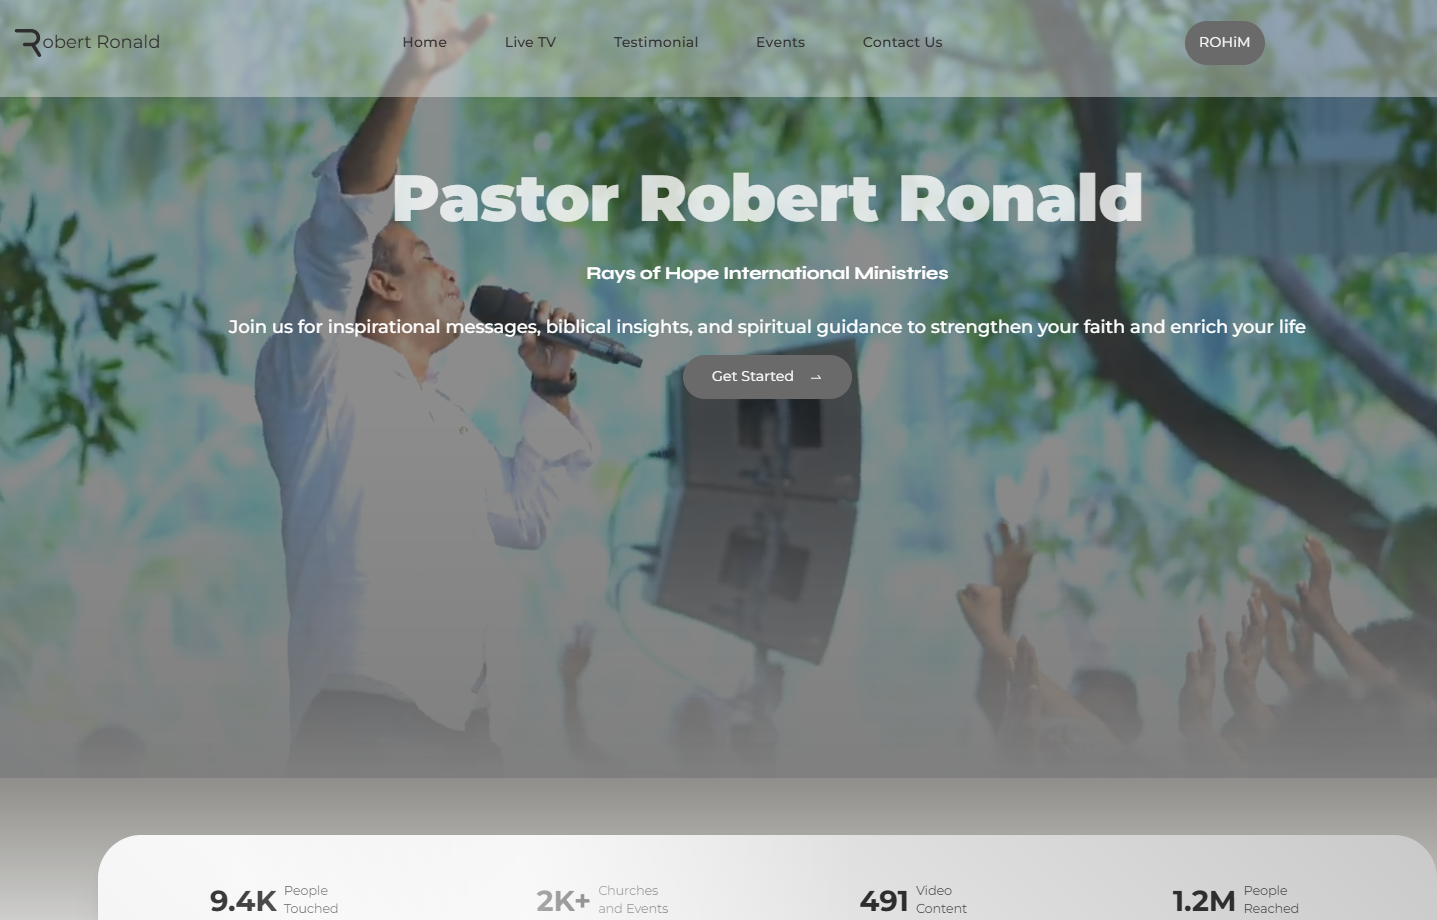 Robert Ronald
Home
Live TV
Testimonial
Events
Contact Us
ROHiM
Pastor Robert Ronald
Rays of Hope International Ministries
Join us for inspirational messages, biblical insights, and spiritual guidance to strengthen your faith and enrich your life
Get Started
9.4K
People
Touched
2K+
Churches
and Events
491
Video
Content
1.2M
People
Reached